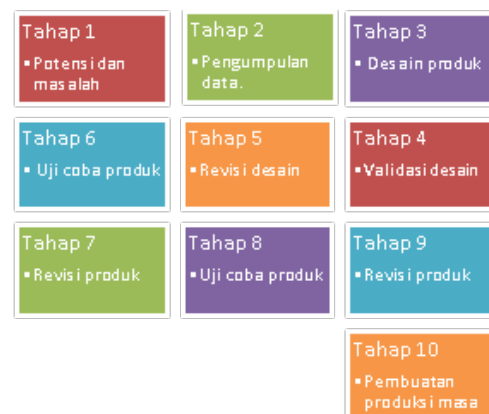 Tahap 1
▪ Potensi dan
masalah
Tahap 2
▪ Pengumpulan
data.
Tahap 3
▪ Desain produk
Tahap 4
▪ Validasi desain
Tahap 5
▪ Revisi desain
Tahap 6
▪ Uji coba produk
Tahap 7
▪ Revisi produk
Tahap 8
▪ Uji coba produk
Tahap 9
▪ Revisi produk
Tahap 10
▪ Pembuatan
produksi masa